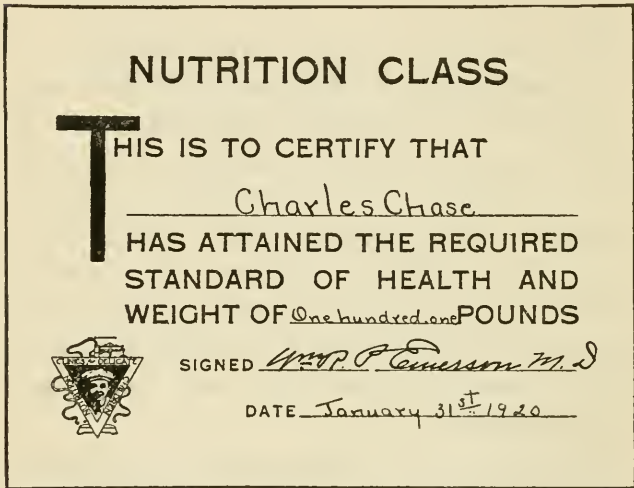 NUTRITION CLASS
THIS IS TO CERTIFY THAT
Charles Chase
HAS ATTAINED THE REQUIRED
STANDARD OF HEALTH AND
WEIGHT OF One hundred one POUNDS
SIGNED Wm. R. P. Emerson M.D
DATE January 31st 1920